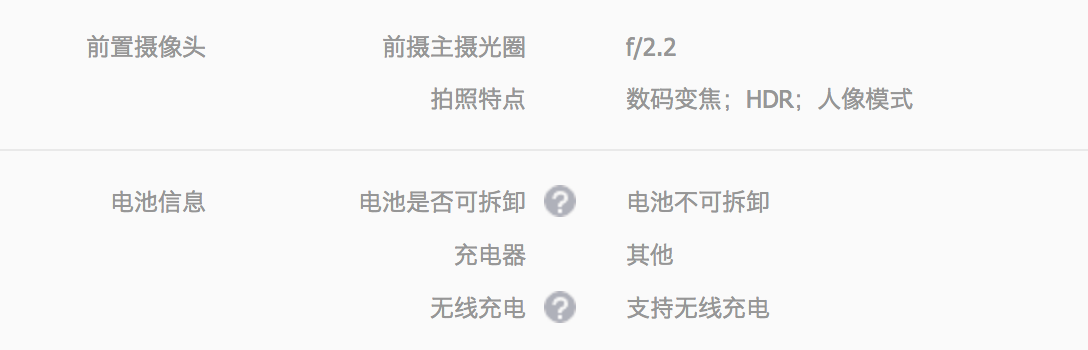 前置摄像头 前摄主摄光圈 f/2.2
拍照特点 数码变焦；HDR；人像模式
电池信息 电池是否可拆卸 ? 电池不可拆卸
充电器 其他
无线充电 ? 支持无线充电